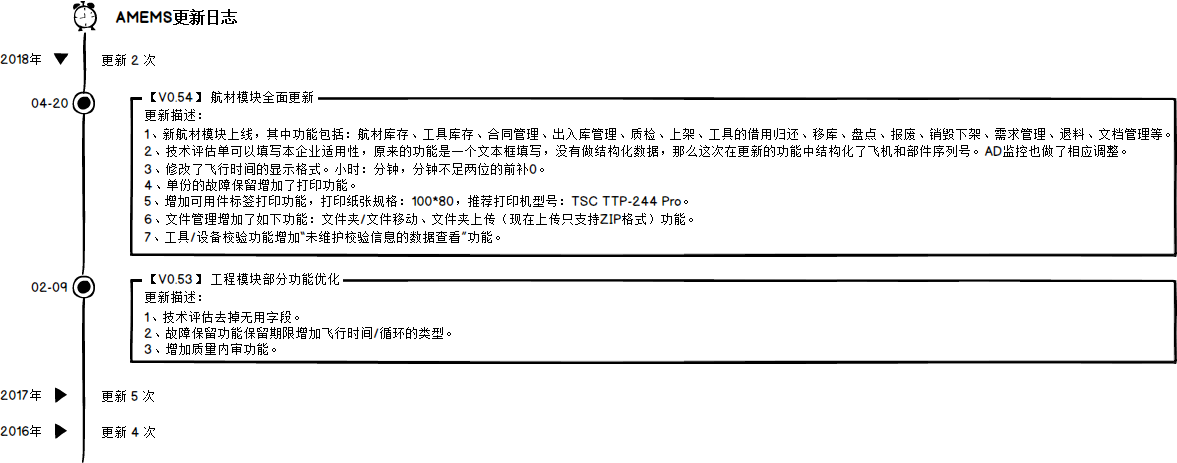 AMEMS更新日志
2018年 更新 2 次
04-20
【V0.54】 航材模块全面更新
更新描述：
1、新航材模块上线，其中功能包括：航材库存、工具库存、合同管理、出入库管理、质检、上架、工具的借用归还、移库、盘点、报废、销毁下架、需求管理、退料、文档管理等。
2、技术评估单可以填写本企业适用性，原来的功能是一个文本框填写，没有做结构化数据，那么这次在更新的功能中结构化了飞机和部件序列号。AD监控也做了相应调整。
3、修改了飞行时间的显示格式。小时：分钟，分钟不足两位的前补0。
4、单份的故障保留增加了打印功能。
5、增加可用件标签打印功能，打印纸张规格：100*80，推荐打印机型号：TSC TTP-244 Pro。
6、文件管理增加了如下功能：文件夹/文件移动、文件夹上传（现在上传只支持ZIP格式）功能。
7、工具/设备校验功能增加“未维护校验信息的数据查看”功能。
02-09
【V0.53】 工程模块部分功能优化
更新描述：
1、技术评估去掉无用字段。
2、故障保留功能保留期限增加飞行时间/循环的类型。
3、增加质量内审功能。
2017年 更新 5 次
2016年 更新 4 次